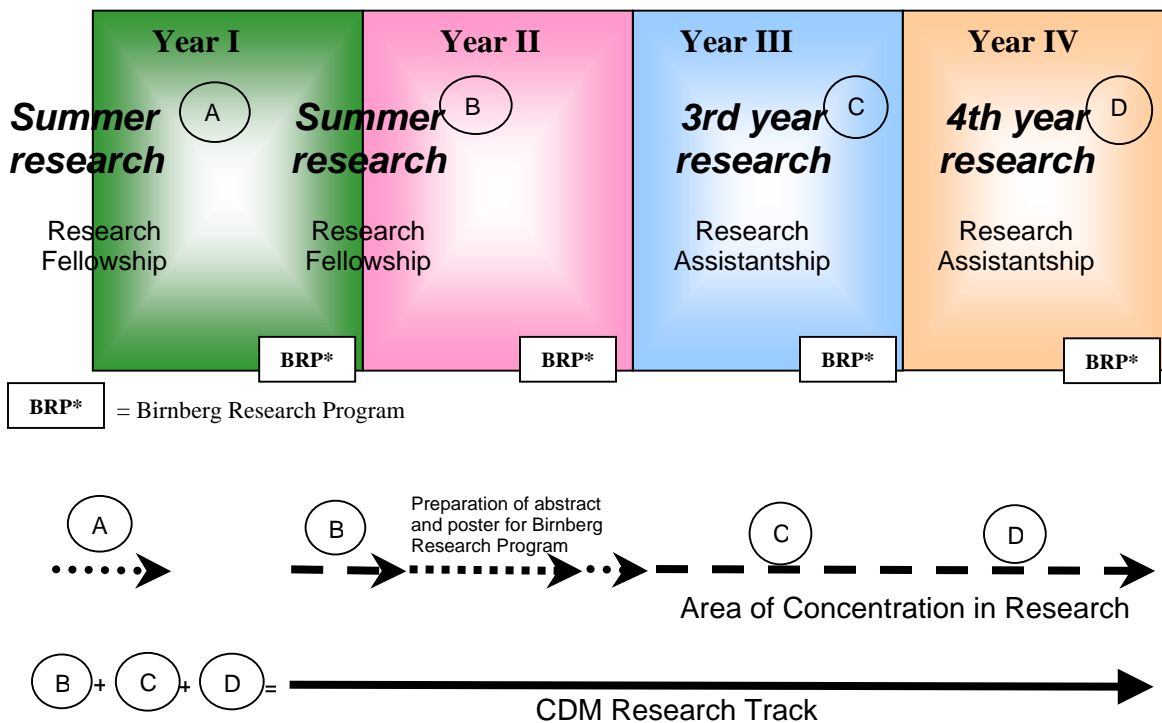 Year I
Year II
Year III
Year IV
A
B
C
D
Summer
research
Summer
research
3rd year
research
4th year
research
Research
Fellowship
Research
Fellowship
Research
Assistantship
Research
Assistantship
BRP*
BRP*
BRP*
BRP*
BRP* = Birnberg Research Program
A
B
Preparation of abstract
and poster for Birnberg
Research Program
C
D
Area of Concentration in Research
B + C + D =
CDM Research Track